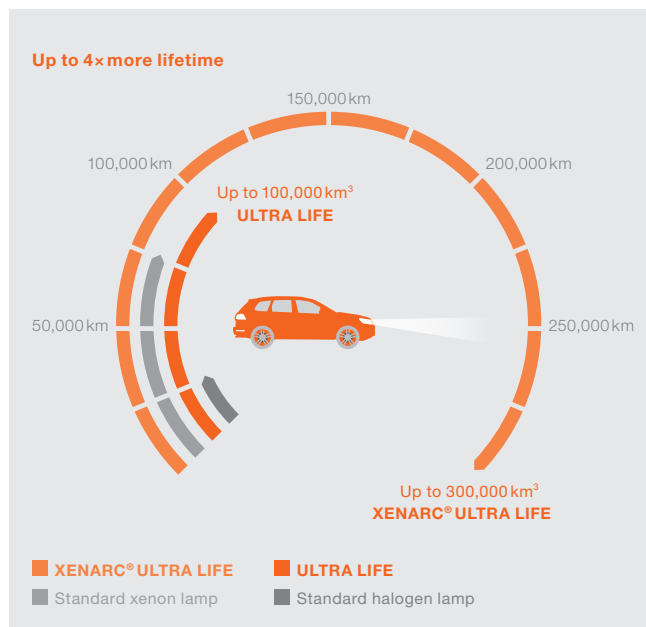 Up to 4× more lifetime
150,000 km
100,000 km
200,000 km
Up to 100,000 km³
ULTRA LIFE
50,000 km
250,000 km
Up to 300,000 km³
XENARC® ULTRA LIFE
XENARC® ULTRA LIFE
ULTRA LIFE
Standard xenon lamp
Standard halogen lamp